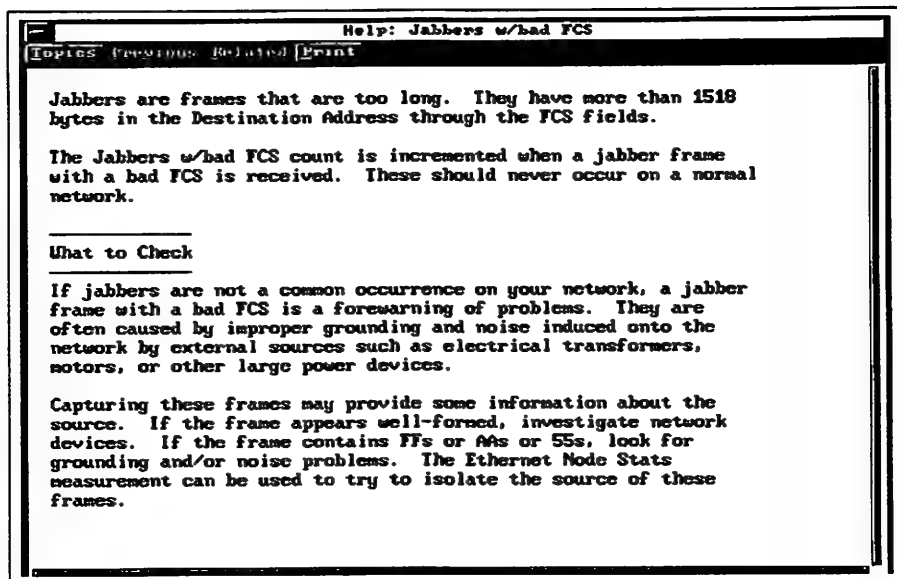 Help: Jabbers w/bad FCS
Topics Previous Related Print
Jabbers are frames that are too long. They have more than 1518
bytes in the Destination Address through the FCS fields.
The Jabbers w/bad FCS count is incremented when a jabber frame
with a bad FCS is received. These should never occur on a normal
network.
What to Check
If jabbers are not a common occurrence on your network, a jabber
frame with a bad FCS is a forewarning of problems. They are
often caused by improper grounding and noise induced onto the
network by external sources such as electrical transformers,
motors, or other large power devices.
Capturing these frames may provide some information about the
source. If the frame appears well-formed, investigate network
devices. If the frame contains FFs or AAs or 55s, look for
grounding and/or noise problems. The Ethernet Node Stats
measurement can be used to try to isolate the source of these
frames.